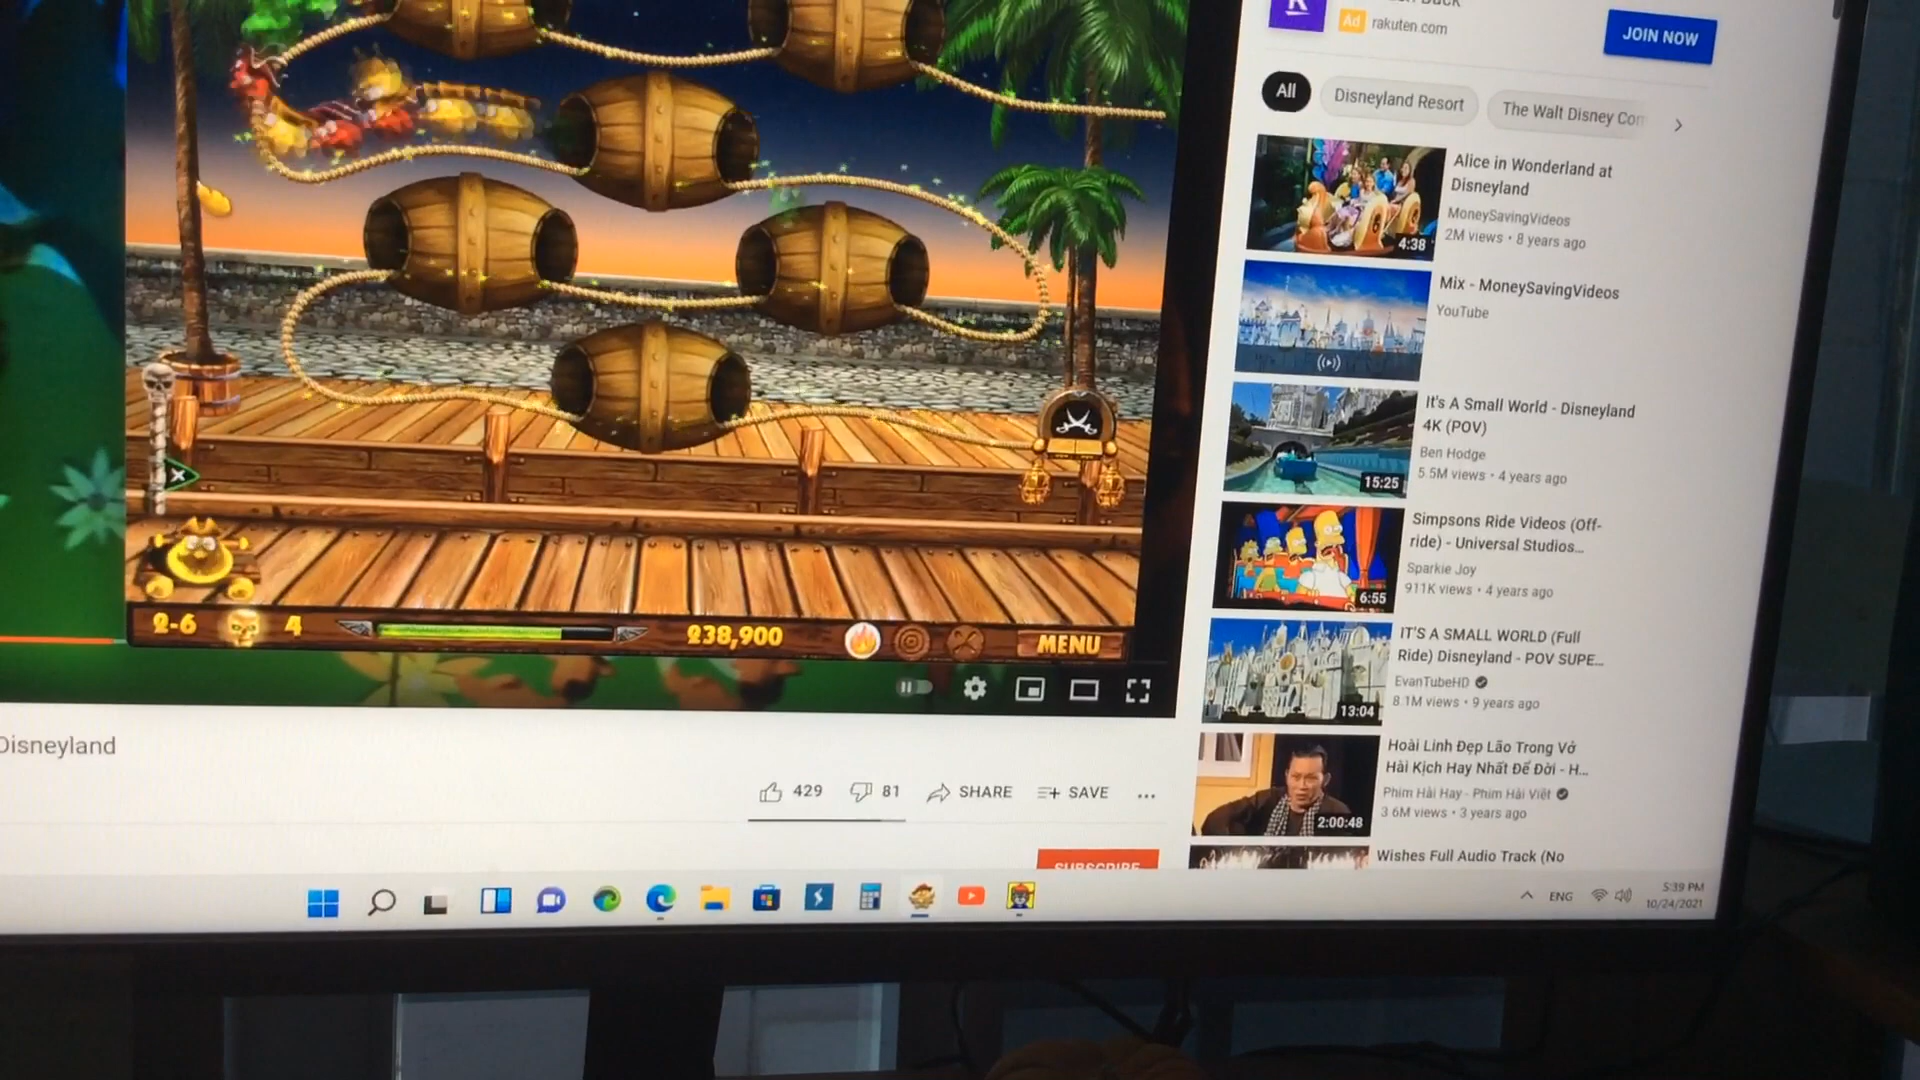 Ad rakuten.com
JOIN NOW
All
Disneyland Resort
The Walt Disney Con
Alice in Wonderland at
Disneyland
MoneySavingVideos
2M views • 8 years ago
4:38
Mix - MoneySavingVideos
YouTube
It's A Small World - Disneyland
4K (POV)
Ben Hodge
5.5M views • 4 years ago
15:25
Simpsons Ride Videos (Off-
ride) - Universal Studios...
Sparkie Joy
911K views • 4 years ago
6:55
IT'S A SMALL WORLD (Full
Ride) Disneyland - POV SUPE...
EvanTubeHD
8.1M views • 9 years ago
13:04
Hoài Linh Đẹp Lão Trong Vở
Hài Kịch Hay Nhất Để Đời - H...
Phim Hài Hay - Phim Hài Việt
3.6M views • 3 years ago
2:00:48
Wishes Full Audio Track (No
2-6
4
238,900
MENU
Disneyland
429
81
SHARE
SAVE
SUBSCRIBE
ENG
5:39 PM
10/24/2021